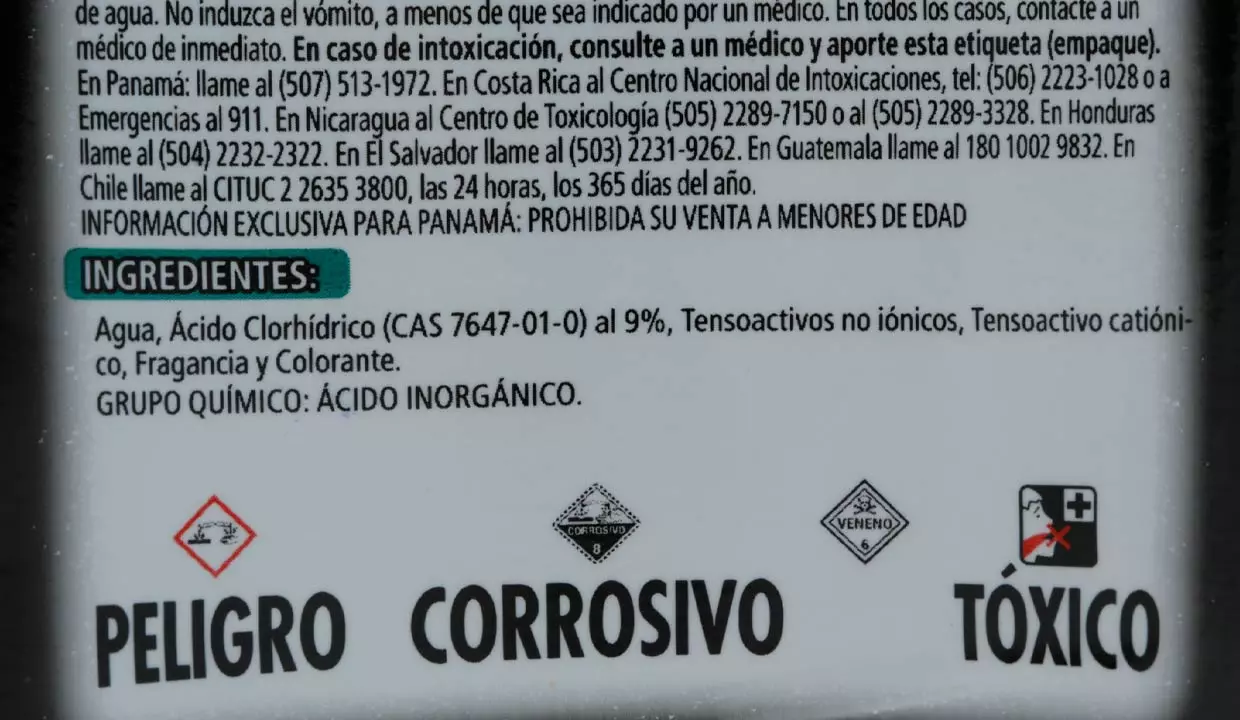 de agua. No induzca el vómito, a menos de que sea indicado por un médico. En todos los casos, contacte a un
médico de inmediato. En caso de intoxicación, consulte a un médico y aporte esta etiqueta (empaque).
En Panamá: llame al (507) 513-1972. En Costa Rica al Centro Nacional de Intoxicaciones, tel: (506) 2223-1028 o a
Emergencias al 911. En Nicaragua al Centro de Toxicología (505) 2289-7150 o al (505) 2289-3328. En Honduras
llame al (504) 2232-2322. En El Salvador llame al (503) 2231-9262. En Guatemala llame al 180 1002 9832. En
Chile llame al CITUC 2 2635 3800, las 24 horas, los 365 días del año.
INFORMACIÓN EXCLUSIVA PARA PANAMÁ: PROHIBIDA SU VENTA A MENORES DE EDAD
INGREDIENTES:
Agua, Ácido Clorhídrico (CAS 7647-01-0) al 9%, Tensoactivos no iónicos, Tensoactivo catióni-
co, Fragancia y Colorante.
GRUPO QUÍMICO: ÁCIDO INORGÁNICO.
CORROSIVO
8
VENENO
6
PELIGRO
CORROSIVO
TÓXICO